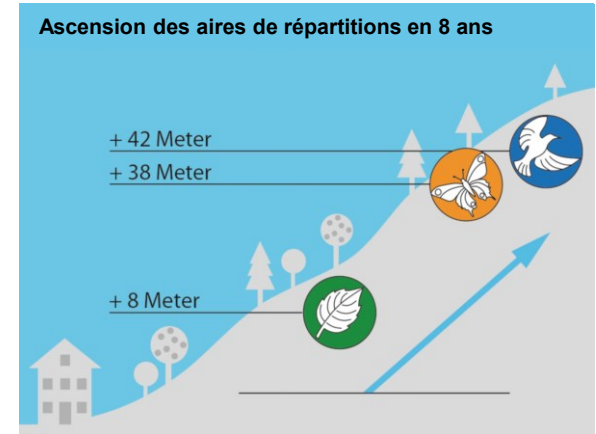 Ascension des aires de répartitions en 8 ans
+ 42 Meter
+ 38 Meter
+ 8 Meter